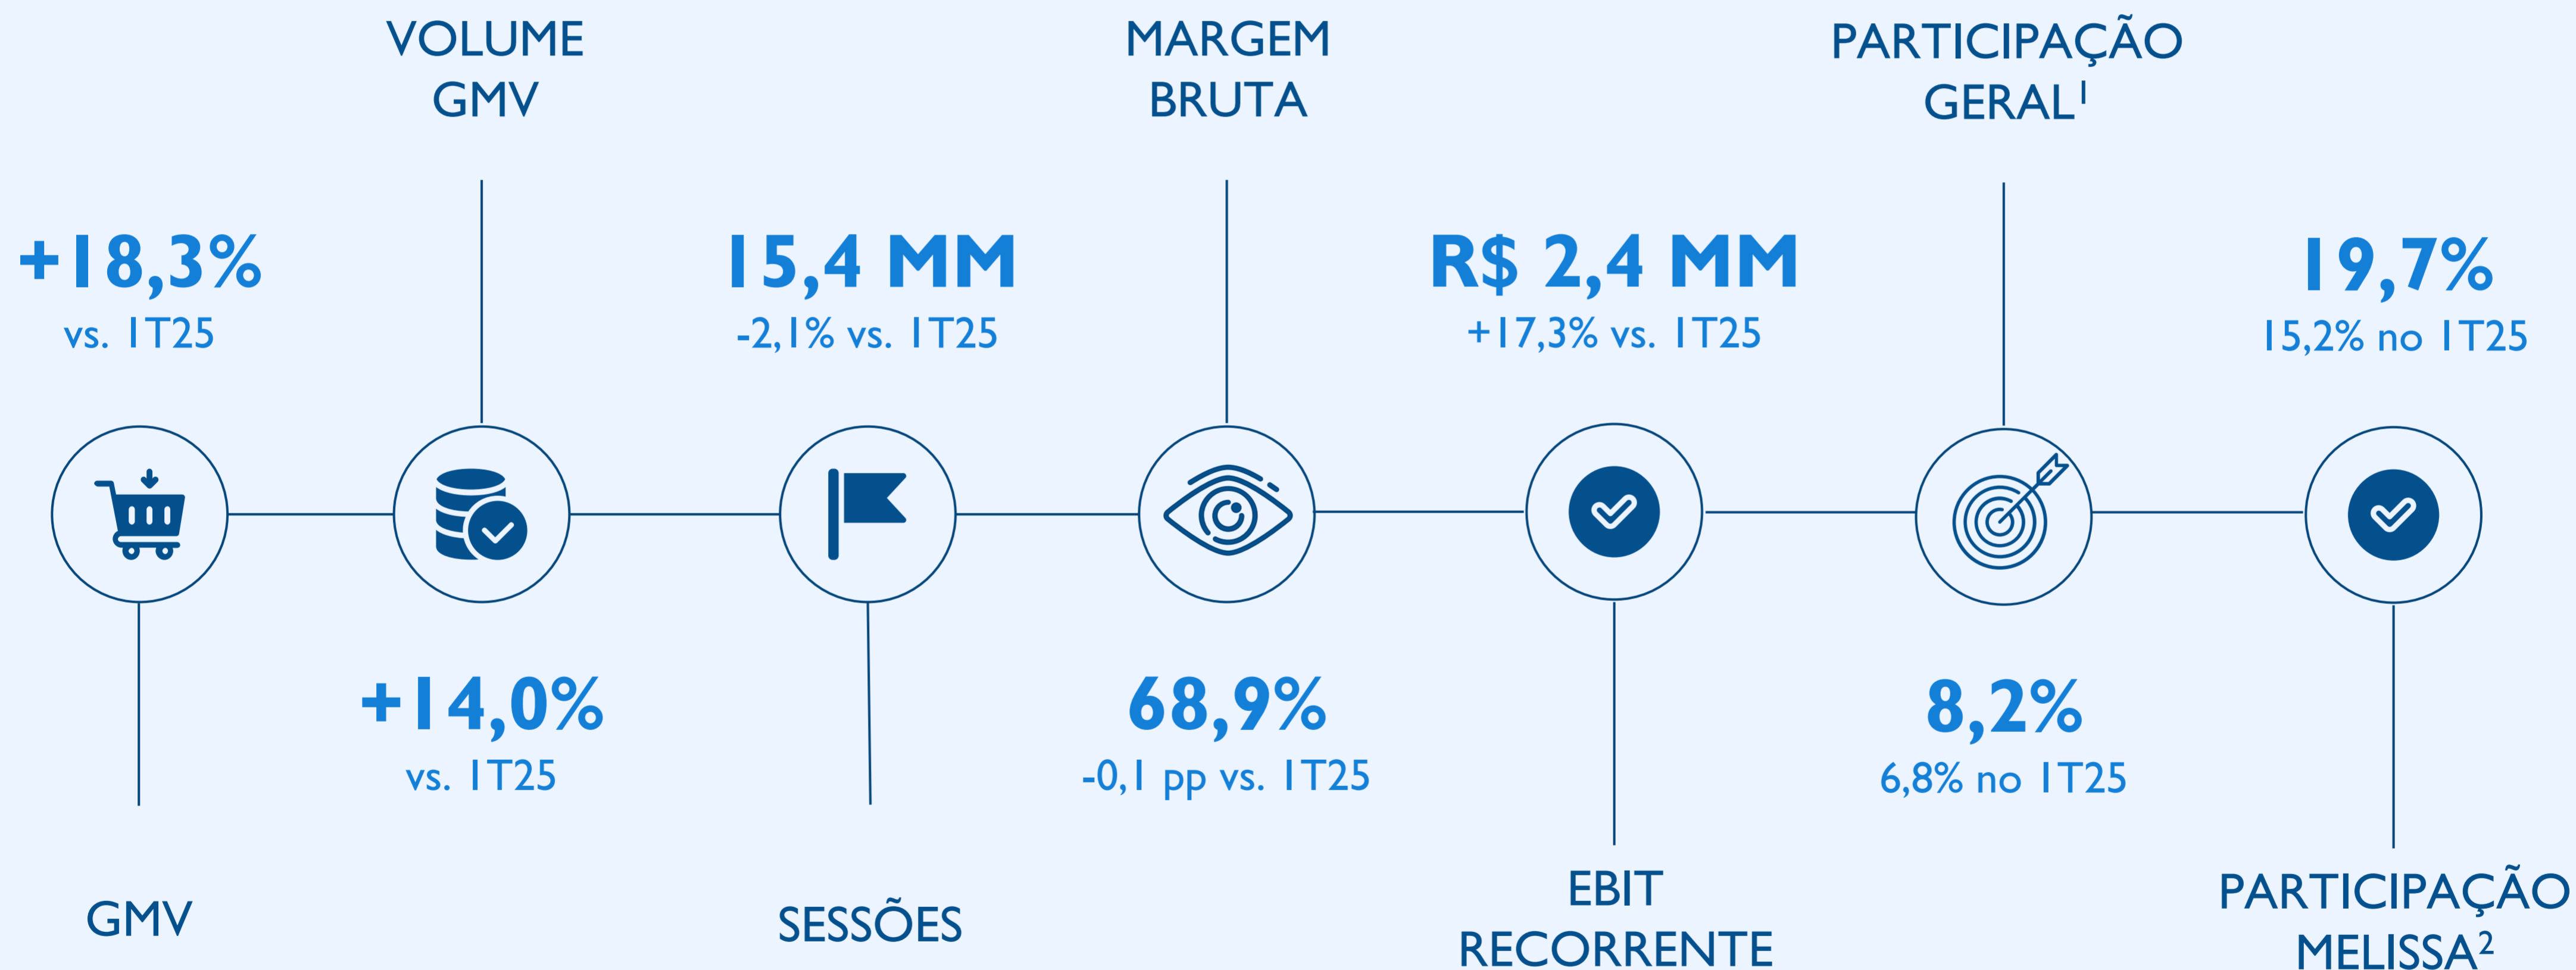 VOLUME
GMV
MARGEM
BRUTA
PARTICIPAÇÃO
GERAL¹
+18,3%
vs. 1T25
15,4 MM
-2,1% vs. 1T25
R$ 2,4 MM
+17,3% vs. 1T25
19,7%
15,2% no 1T25
+14,0%
vs. 1T25
68,9%
-0,1 pp vs. 1T25
8,2%
6,8% no 1T25
GMV
SESSÕES
EBIT
RECORRENTE
PARTICIPAÇÃO
MELISSA²